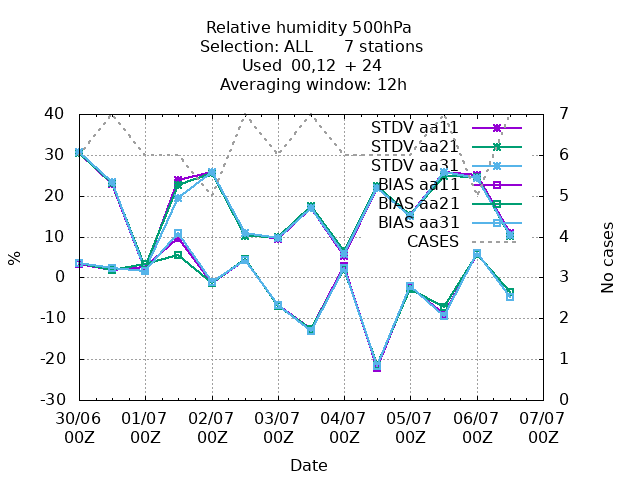 Relative humidity 500hPa
Selection: ALL 7 stations
Used 00,12 + 24
Averaging window: 12h
40
30
20
10
0
-10
-20
-30
%
7
6
5
4
3
2
1
0
No cases
STDV aa11
STDV aa21
STDV aa31
BIAS aa11
BIAS aa21
BIAS aa31
CASES
30/06 01/07 02/07 03/07 04/07 05/07 06/07 07/07
00Z 00Z 00Z 00Z 00Z 00Z 00Z 00Z
Date